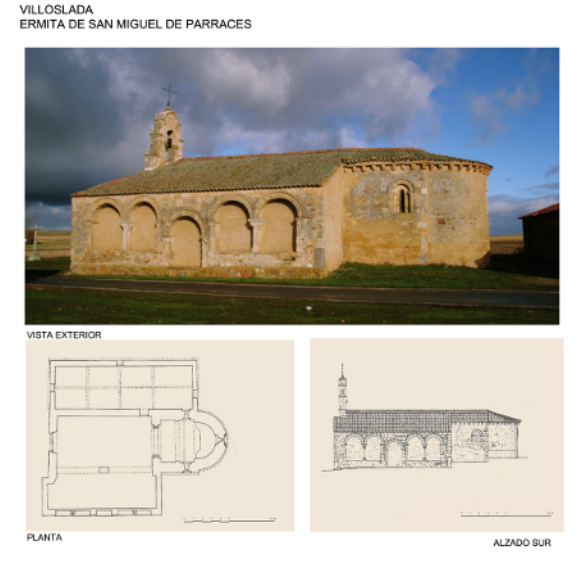 VILLOSLADA
ERMITA DE SAN MIGUEL DE PARRACES
VISTA EXTERIOR
PLANTA
ALZADO SUR